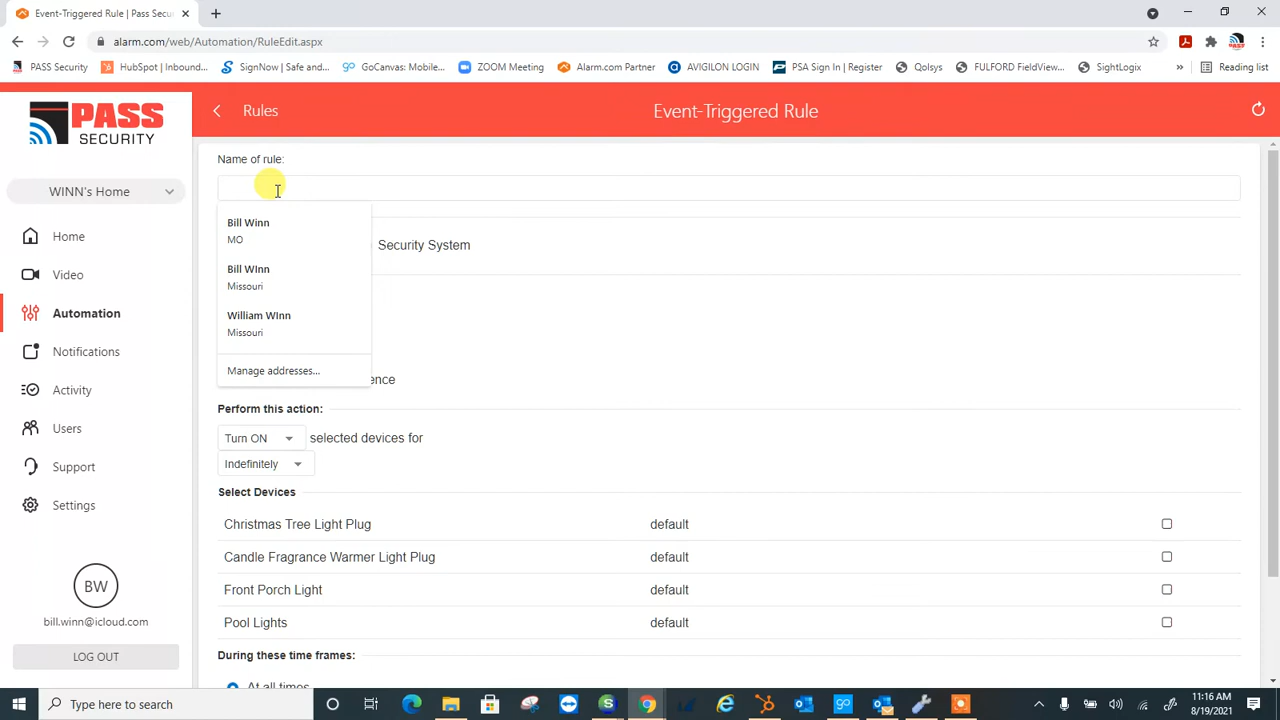 Event-Triggered Rule | Pass Secu
alarm.com/web/Automation/RuleEdit.aspx
PASS Security
HubSpot | Inbound...
SignNow | Safe and...
GoCanvas: Mobile...
ZOOM Meeting
Alarm.com Partner
AVIGILON LOGIN
PSA Sign In | Register
Qolsys
FULFORD FieldView...
SightLogix
»
Reading list
PASS
SECURITY
Rules
Event-Triggered Rule
WINN's Home
Home
Video
Automation
Notifications
Activity
Users
Support
Settings
BW
bill.winn@icloud.com
LOG OUT
Name of rule:
Bill Winn
MO
Bill WInn
Missouri
William WInn
Missouri
Manage addresses...
Security System
ence
Perform this action:
Turn ON
selected devices for
Indefinitely
Select Devices
Christmas Tree Light Plug default
Candle Fragrance Warmer Light Plug default
Front Porch Light default
Pool Lights default
During these time frames:
At all times
Type here to search
11:16 AM
8/19/2021